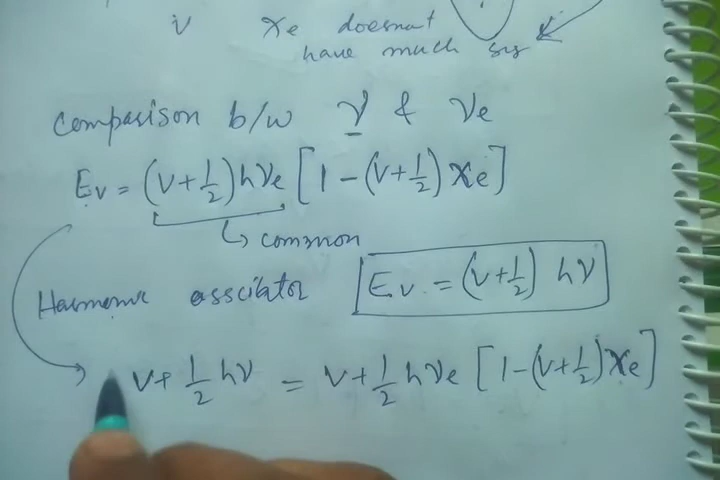 Xe doesnot
have much sig
Comparison b/w ν & νe
Ev = (v+1/2)hνe [1-(v+1/2)Xe]
↳ common
Harmonic osscilator Ev = (v+1/2) hν
v+1/2 hν = v+1/2 hνe [1-(v+1/2)Xe]